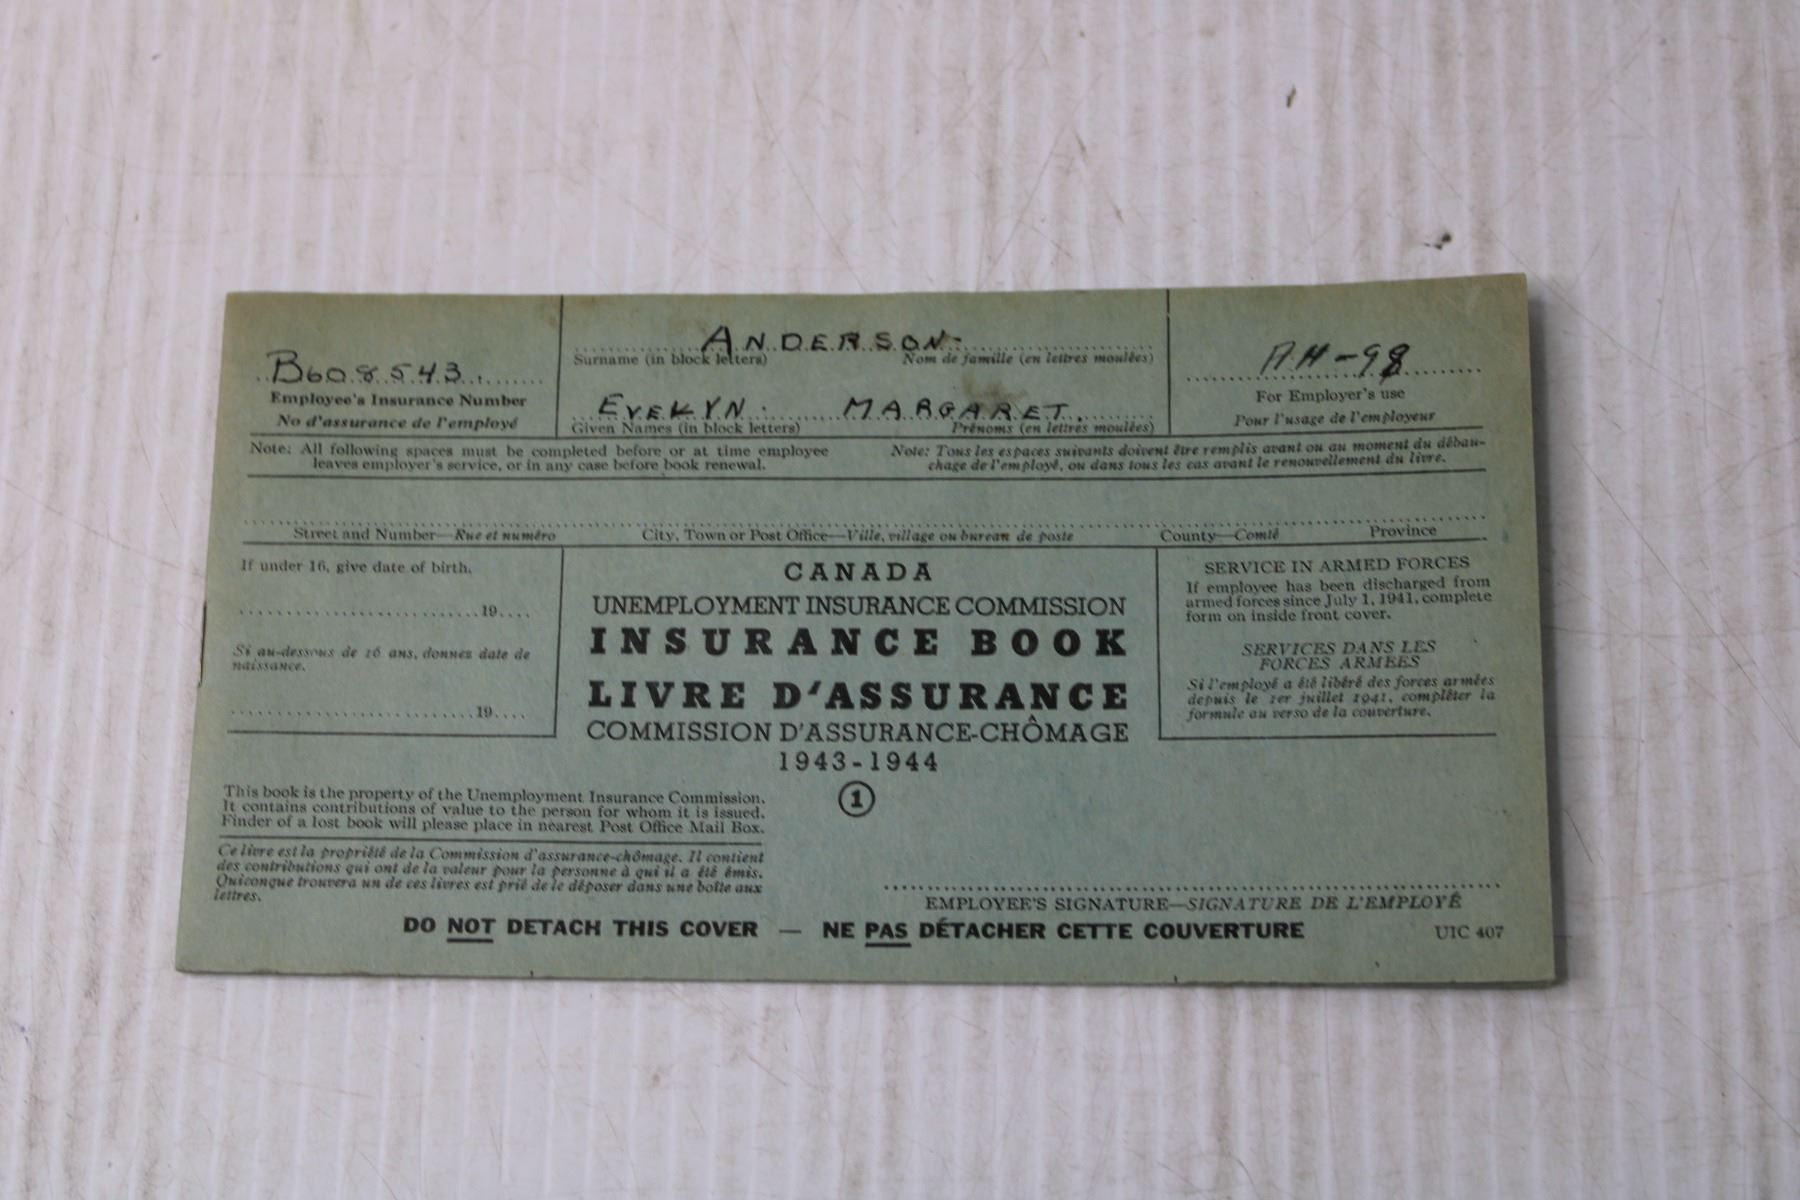 B608543.
Employee's Insurance Number
No d'assurance de l'employé
ANDERSON-
Surname (in block letters) Nom de famille (en lettres moulées)
EVELYN. MARGARET.
Given Names (in block letters) Prénoms (en lettres moulées)
AH-98
For Employer's use
Pour l'usage de l'employeur
Note: All following spaces must be completed before or at time employee
leaves employer's service, or in any case before book renewal.
Note: Tous les espaces suivants doivent être remplis avant ou au moment du débau-
chage de l'employé, ou dans tous les cas avant le renouvellement du livre.
Street and Number—Rue et numéro City, Town or Post Office—Ville, village ou bureau de poste County—Comté Province
If under 16, give date of birth.
........................19....
Si au-dessous de 16 ans, donnez date de
naissance.
........................19....
CANADA
UNEMPLOYMENT INSURANCE COMMISSION
INSURANCE BOOK
LIVRE D'ASSURANCE
COMMISSION D'ASSURANCE-CHÔMAGE
1943-1944
1
SERVICE IN ARMED FORCES
If employee has been discharged from
armed forces since July 1, 1941, complete
form on inside front cover.
SERVICES DANS LES
FORCES ARMÉES
Si l'employé a été libéré des forces armées
depuis le 1er juillet 1941, compléter la
formule au verso de la couverture.
This book is the property of the Unemployment Insurance Commission.
It contains contributions of value to the person for whom it is issued.
Finder of a lost book will please place in nearest Post Office Mail Box.
Ce livre est la propriété de la Commission d'assurance-chômage. Il contient
des contributions qui ont de la valeur pour la personne à qui il a été émis.
Quiconque trouvera un de ces livres est prié de le déposer dans une boîte aux
lettres.
EMPLOYEE'S SIGNATURE—SIGNATURE DE L'EMPLOYÉ
DO NOT DETACH THIS COVER — NE PAS DÉTACHER CETTE COUVERTURE
UIC 407